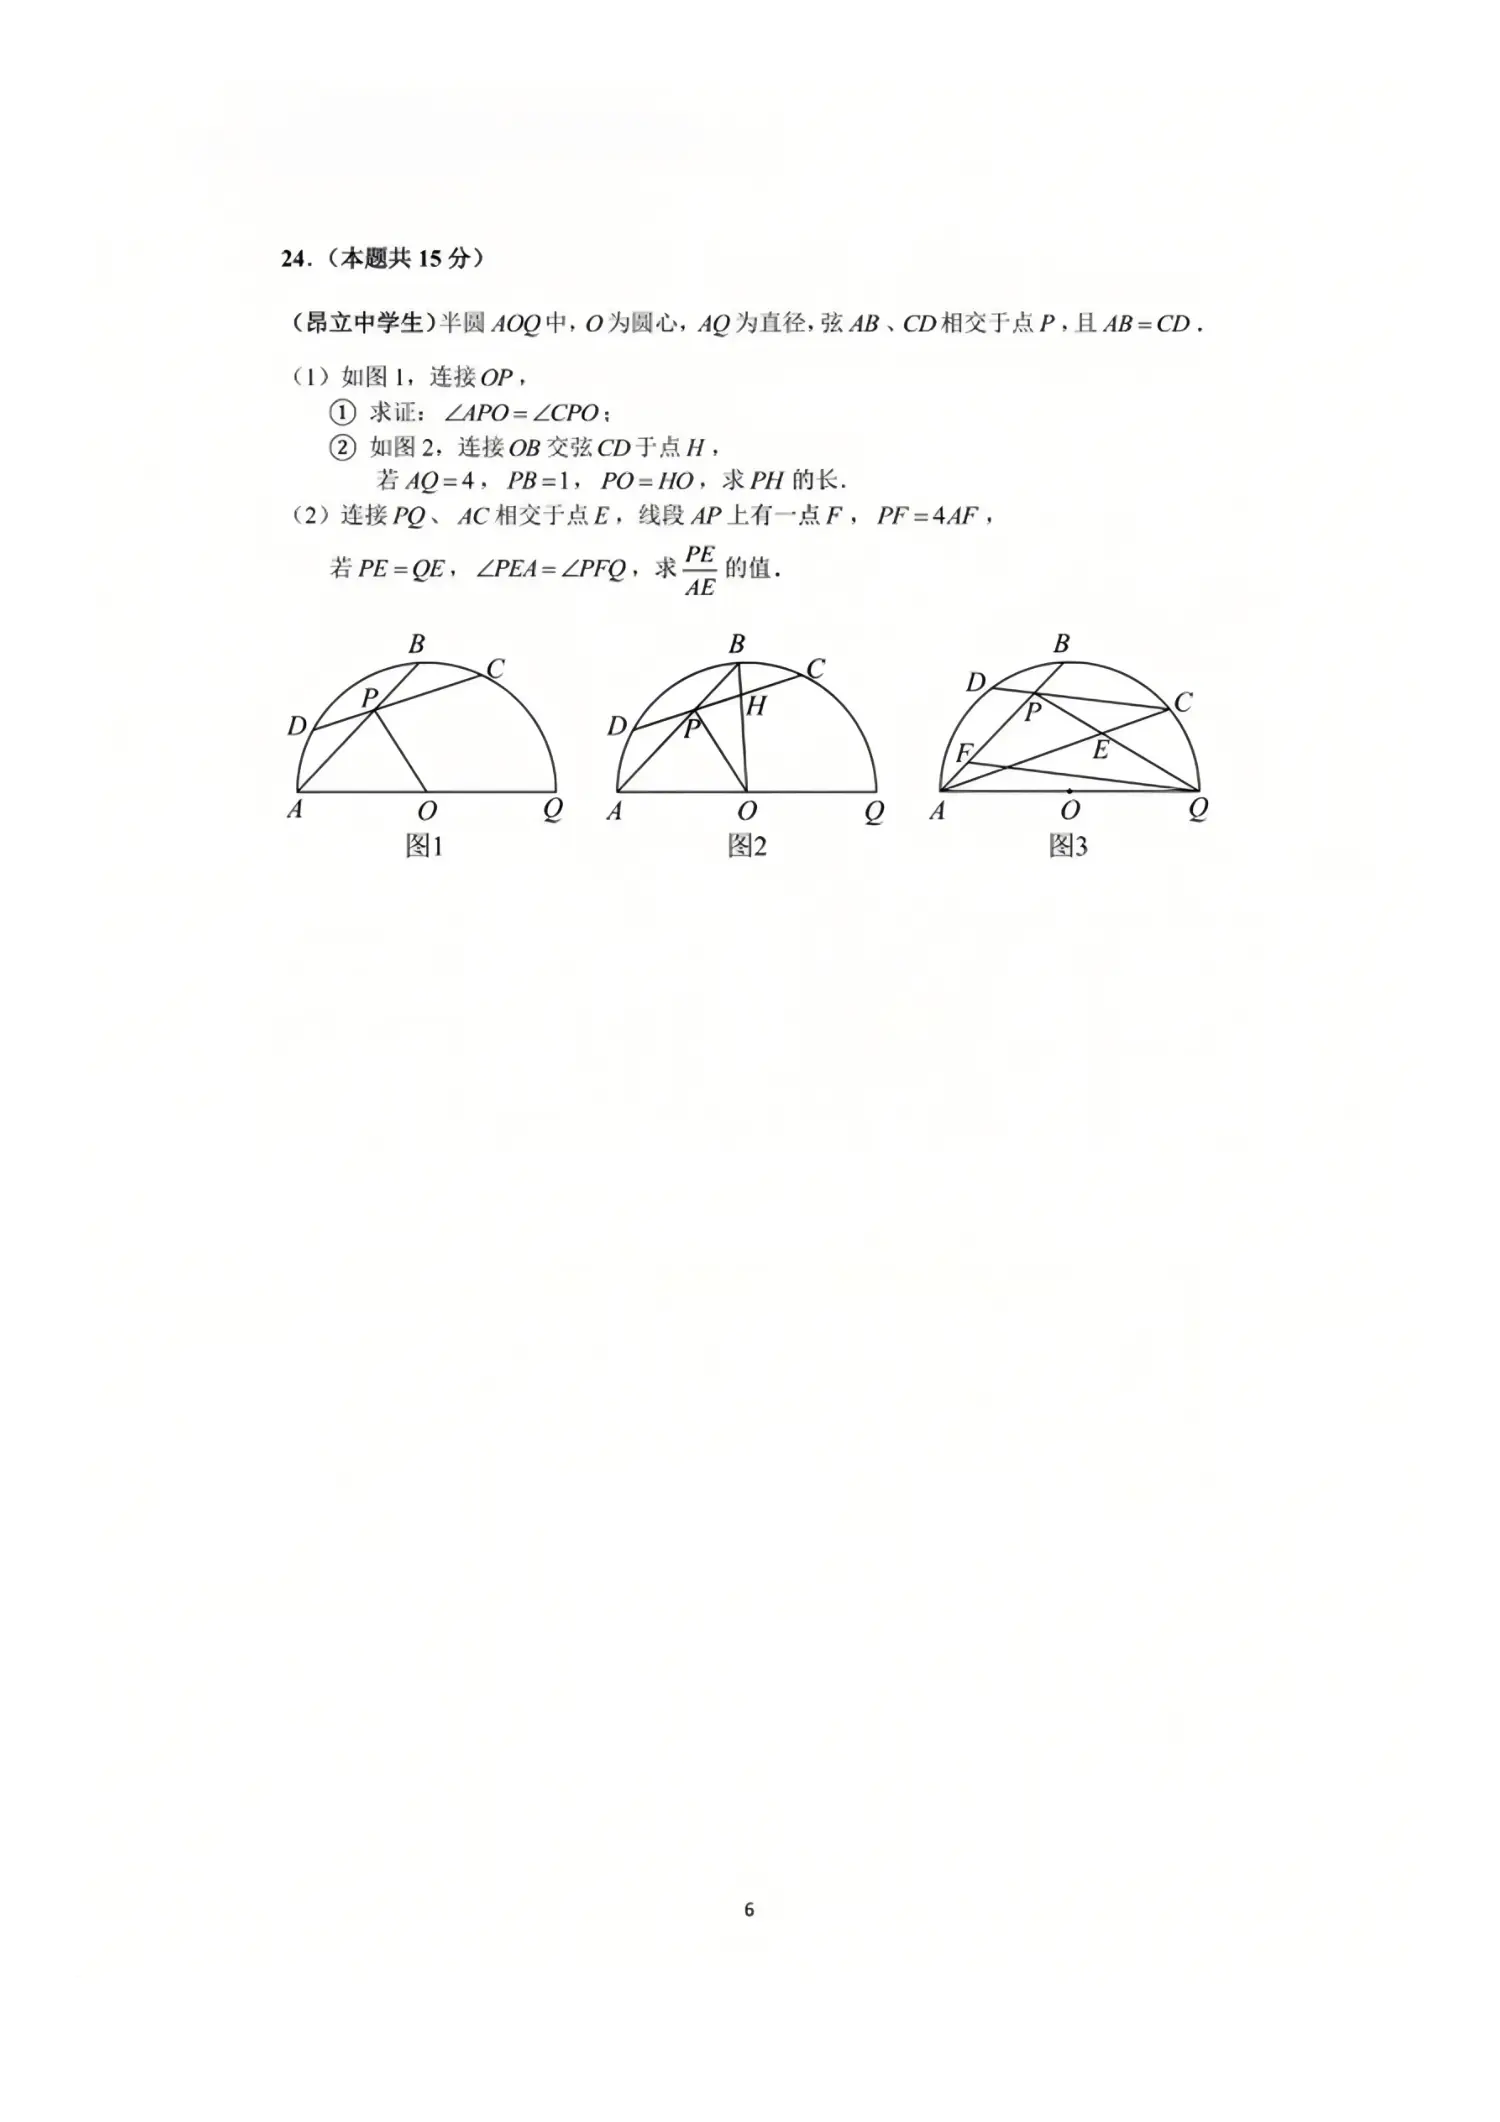 24.（本题共 15 分）
（昂立中学生）半圆 AOQ 中，O 为圆心，AQ 为直径，弦 AB 、CD 相交于点 P，且 AB = CD．
（1）如图 1，连接 OP，
① 求证：∠APO = ∠CPO；
② 如图 2，连接 OB 交弦 CD 于点 H，
若 AQ = 4，PB = 1，PO = HO，求 PH 的长．
（2）连接 PQ、 AC 相交于点 E，线段 AP 上有一点 F， PF = 4AF，
若 PE = QE，∠PEA = ∠PFQ，求 PE/AE 的值．
B C P D A O Q
B C H D P A O Q
B D C P E F A O Q
图1 图2 图3
6